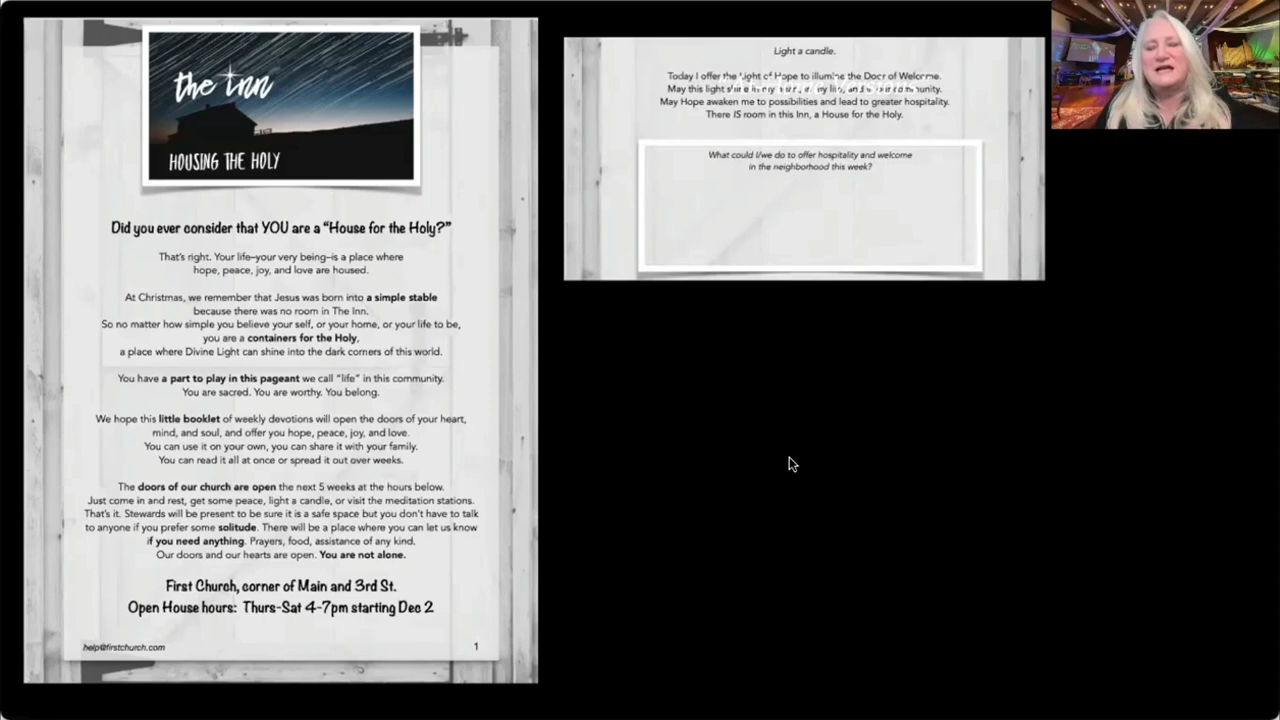 the Inn
HOUSING THE HOLY
Did you ever consider that YOU are a "House for the Holy?"
That's right. Your life–your very being–is a place where
hope, peace, joy, and love are housed.
At Christmas, we remember that Jesus was born into a simple stable
because there was no room in The Inn.
So no matter how simple you believe your self, or your home, or your life to be,
you are a containers for the Holy,
a place where Divine Light can shine into the dark corners of this world.
You have a part to play in this pageant we call "life" in this community.
You are sacred. You are worthy. You belong.
We hope this little booklet of weekly devotions will open the doors of your heart,
mind, and soul, and offer you hope, peace, joy, and love.
You can use it on your own, you can share it with your family.
You can read it all at once or spread it out over weeks.
The doors of our church are open the next 5 weeks at the hours below.
Just come in and rest, get some peace, light a candle, or visit the meditation stations.
That's it. Stewards will be present to be sure it is a safe space but you don't have to talk
to anyone if you prefer some solitude. There will be a place where you can let us know
if you need anything. Prayers, food, assistance of any kind.
Our doors and our hearts are open. You are not alone.
First Church, corner of Main and 3rd St.
Open House hours: Thurs-Sat 4-7pm starting Dec 2
help@firstchurch.com
1
Light a candle.
Today I offer the Light of Hope to illumine the Door of Welcome.
May this light
May Hope awaken me to possibilities and lead to greater hospitality.
There IS room in this Inn, a House for the Holy.
What could I/we do to offer hospitality and welcome
in the neighborhood this week?